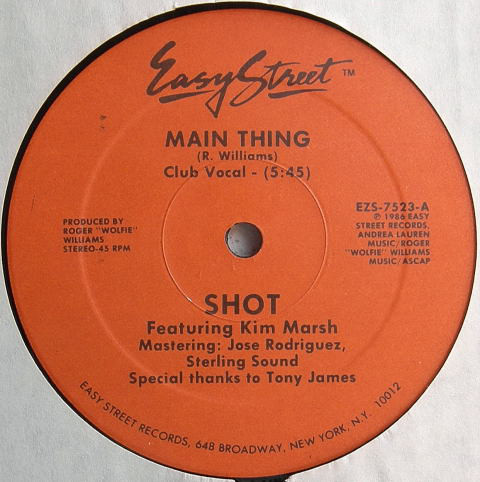 Easy Street ™
MAIN THING
(R. Williams)
Club Vocal - (5:45)
PRODUCED BY
ROGER "WOLFIE"
WILLIAMS
STEREO-45 RPM
EZS-7523-A
℗ 1986 EASY
STREET RECORDS,
ANDREA LAUREN
MUSIC/ROGER
"WOLFIE" WILLIAMS
MUSIC/ASCAP
SHOT
Featuring Kim Marsh
Mastering: Jose Rodriguez,
Sterling Sound
Special thanks to Tony James
EASY STREET RECORDS, 648 BROADWAY, NEW YORK, N.Y. 10012